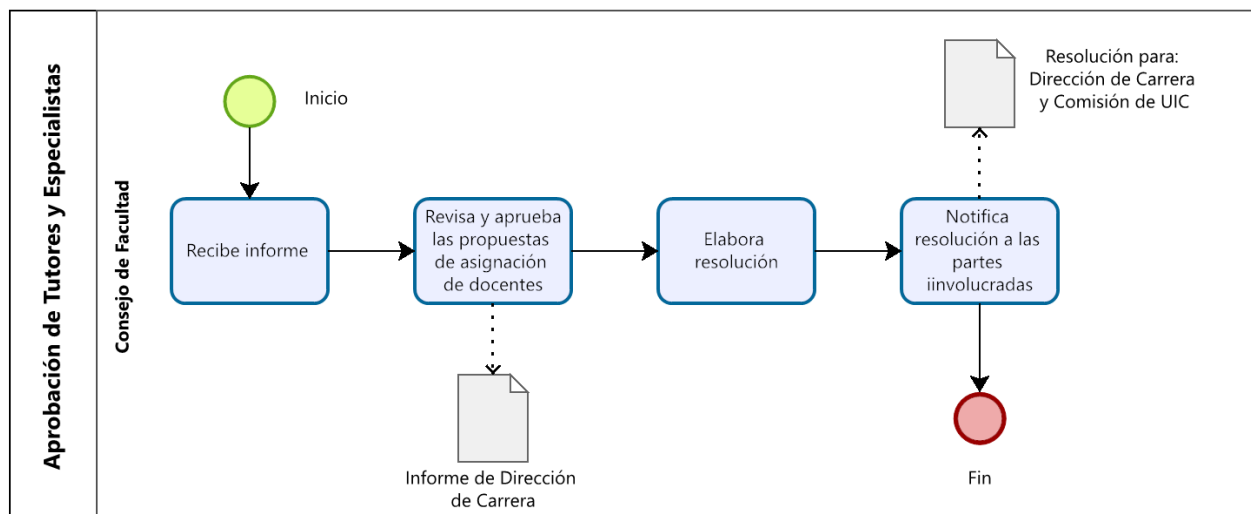 Aprobación de Tutores y Especialistas
Consejo de Facultad
Inicio
Recibe informe
Revisa y aprueba
las propuestas
de asignación
de docentes
Informe de Dirección
de Carrera
Elabora
resolución
Notifica
resolución a las
partes
iinvolucradas
Resolución para:
Dirección de Carrera
y Comisión de UIC
Fin